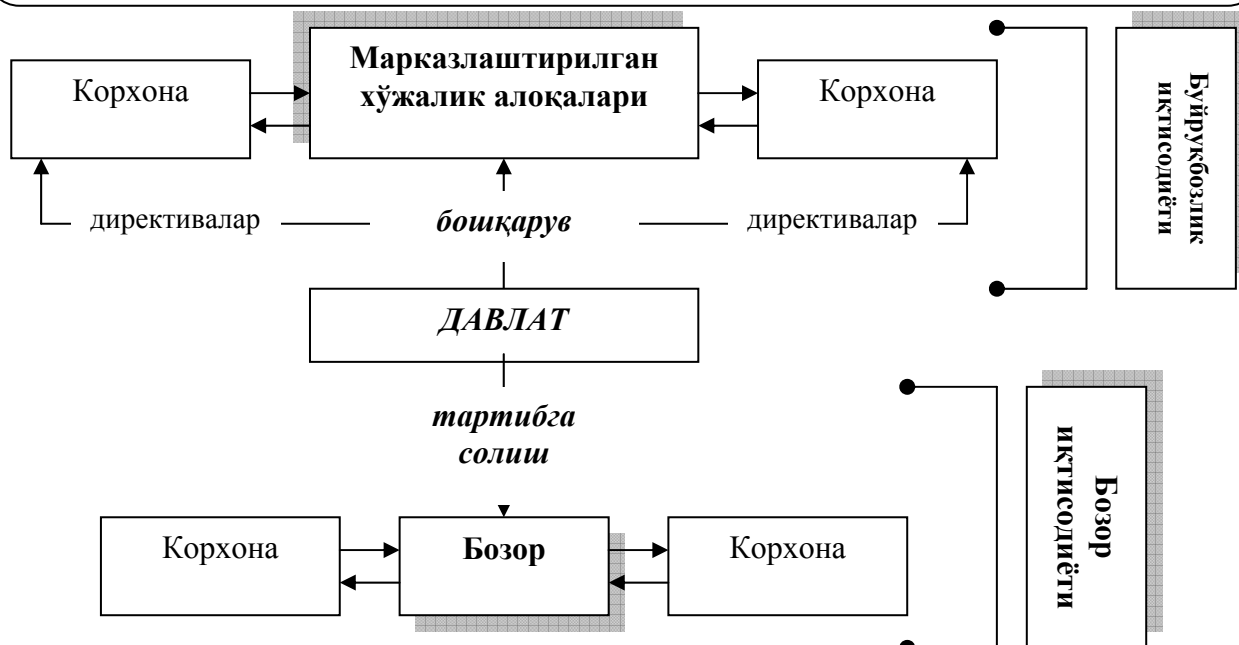 Марказлаштирилган
хўжалик алоқалари
Корхона
Корхона
Буйруқбозлик
иқтисодиёти
директивалар
бошқарув
директивалар
ДАВЛАТ
тартибга
солиш
Бозор
иқтисодиёти
Корхона
Бозор
Корхона